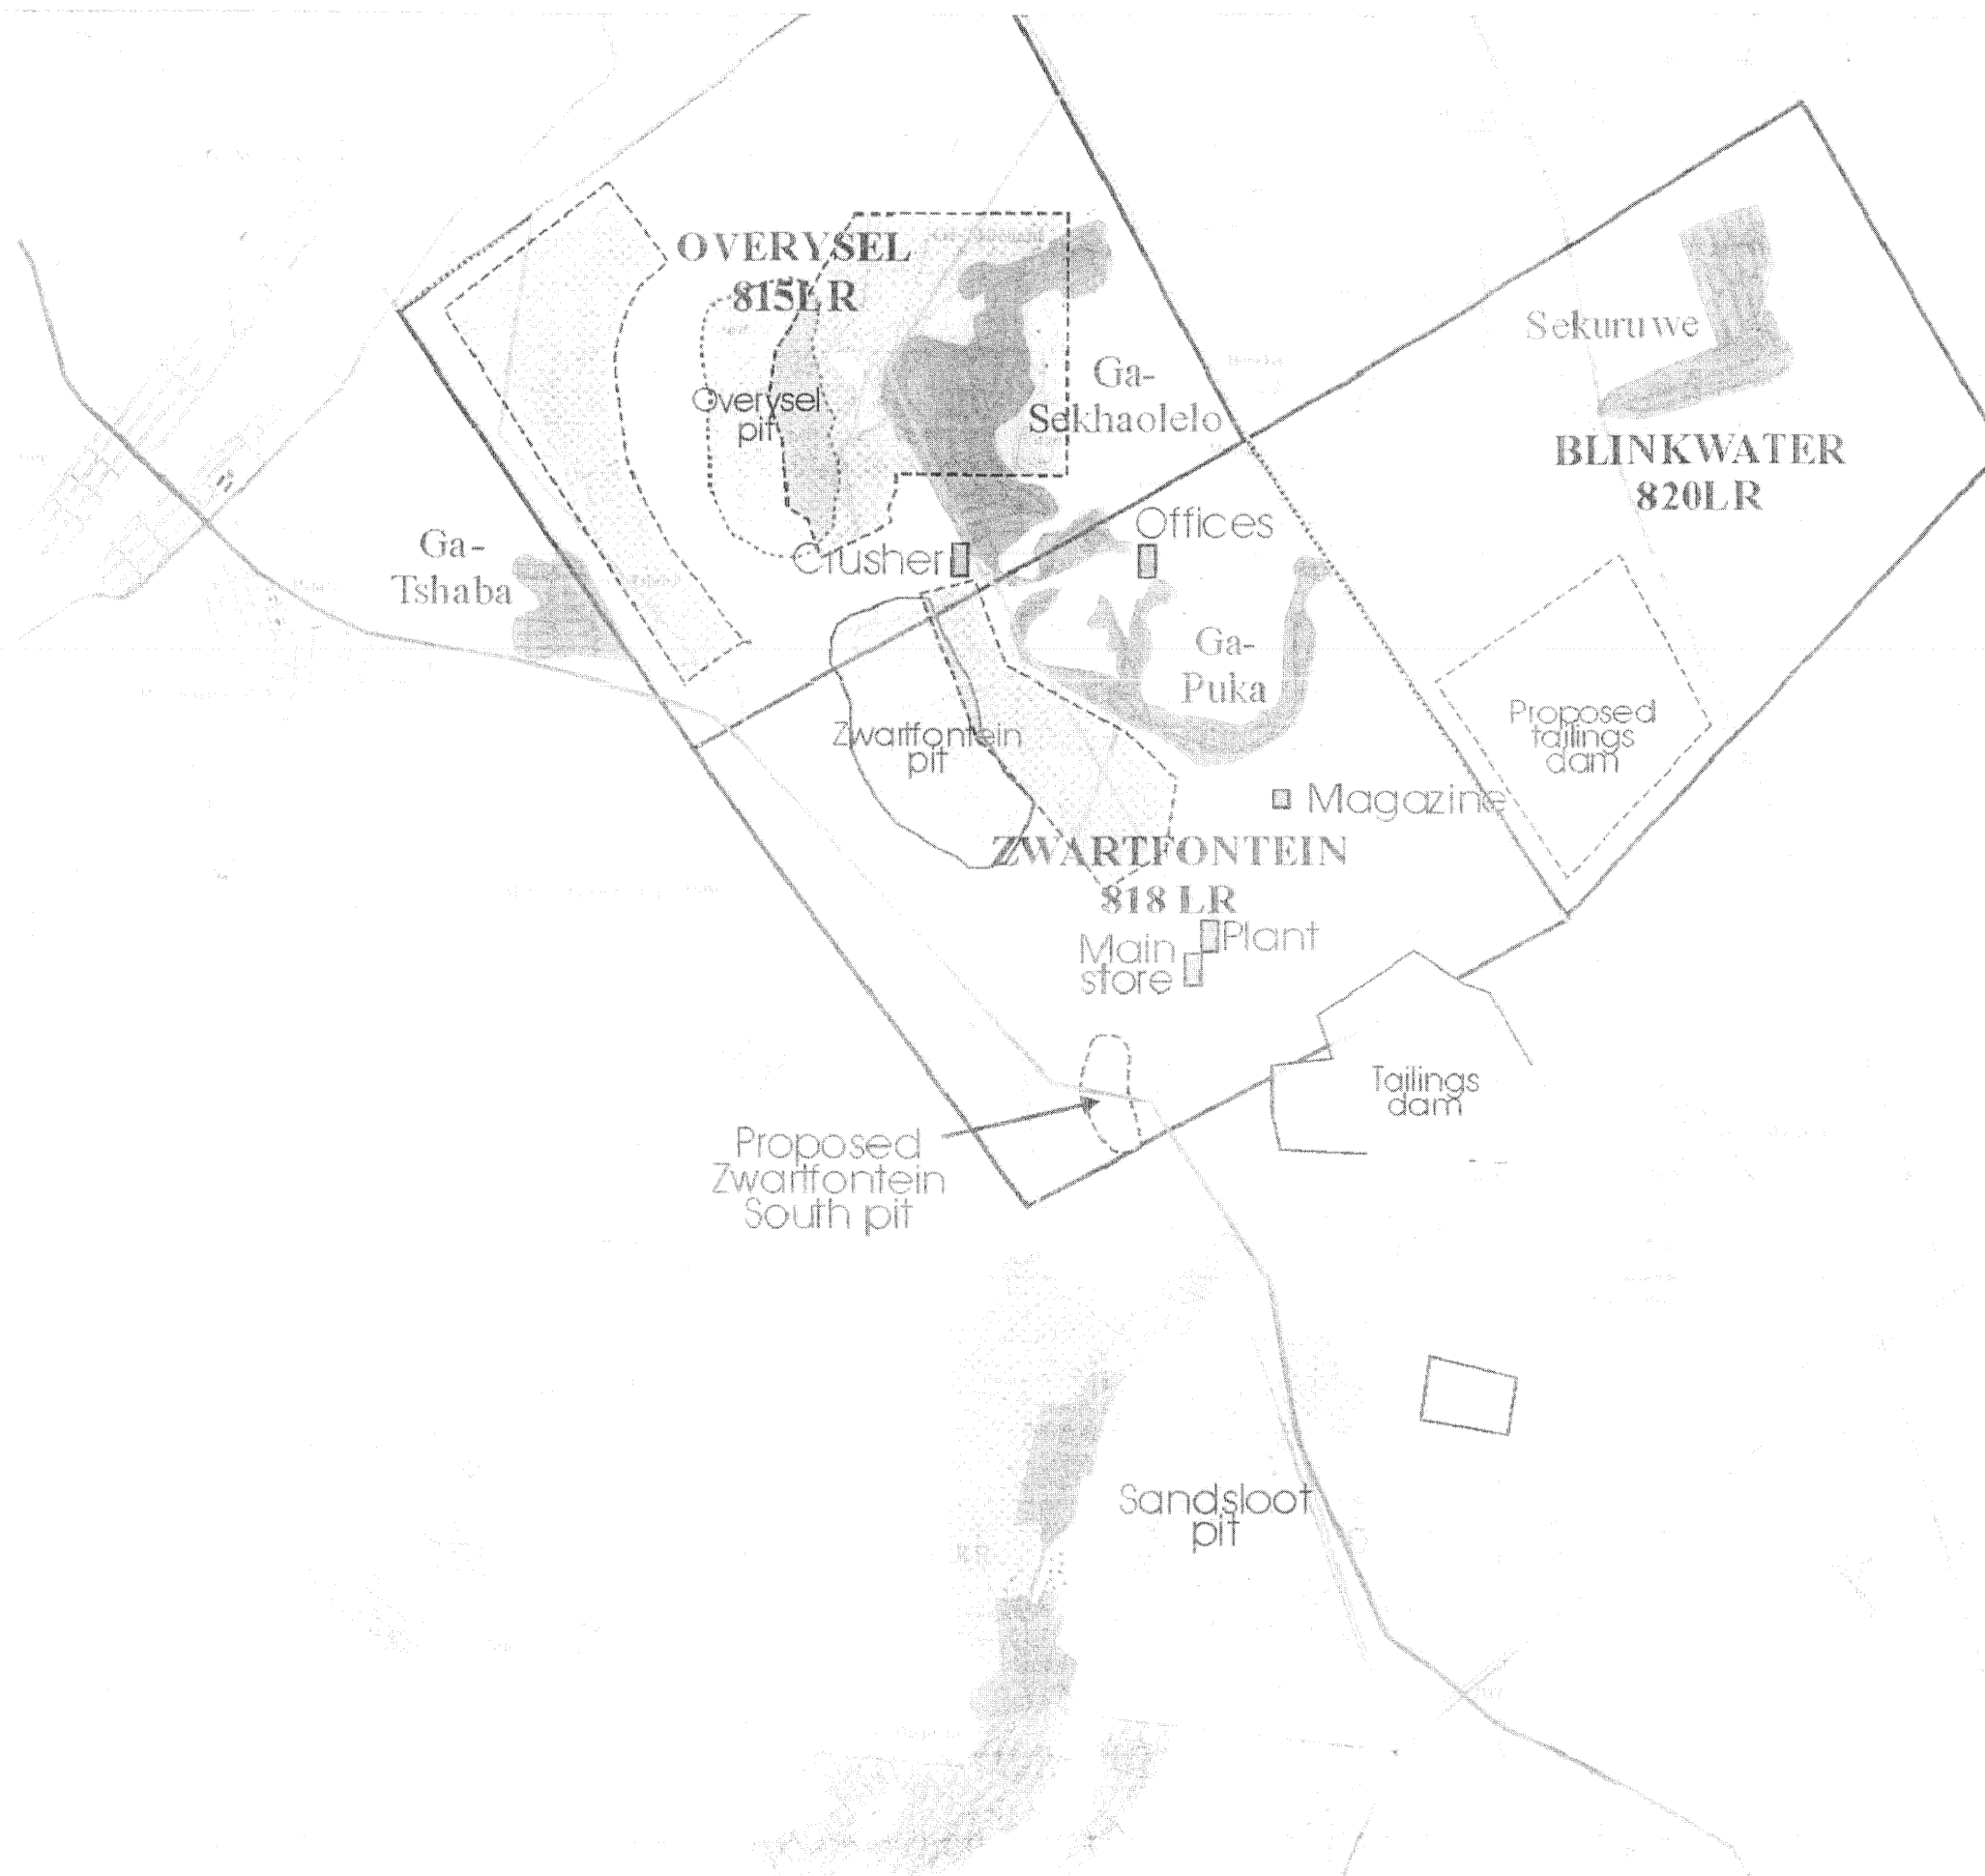 OVERYSEL
815LR
Overysel
pit
Ga-
Sekhaolelo
Sekuruwe
BLINKWATER
820LR
Offices
Crusher
Ga-
Tshaba
Ga-
Puka
Zwartfontein
pit
Proposed
tailings
dam
Magazine
ZWARTFONTEIN
818 LR
Plant
Main
store
Tailings
dam
Proposed
Zwartfontein
South pit
Sandsloot
pit